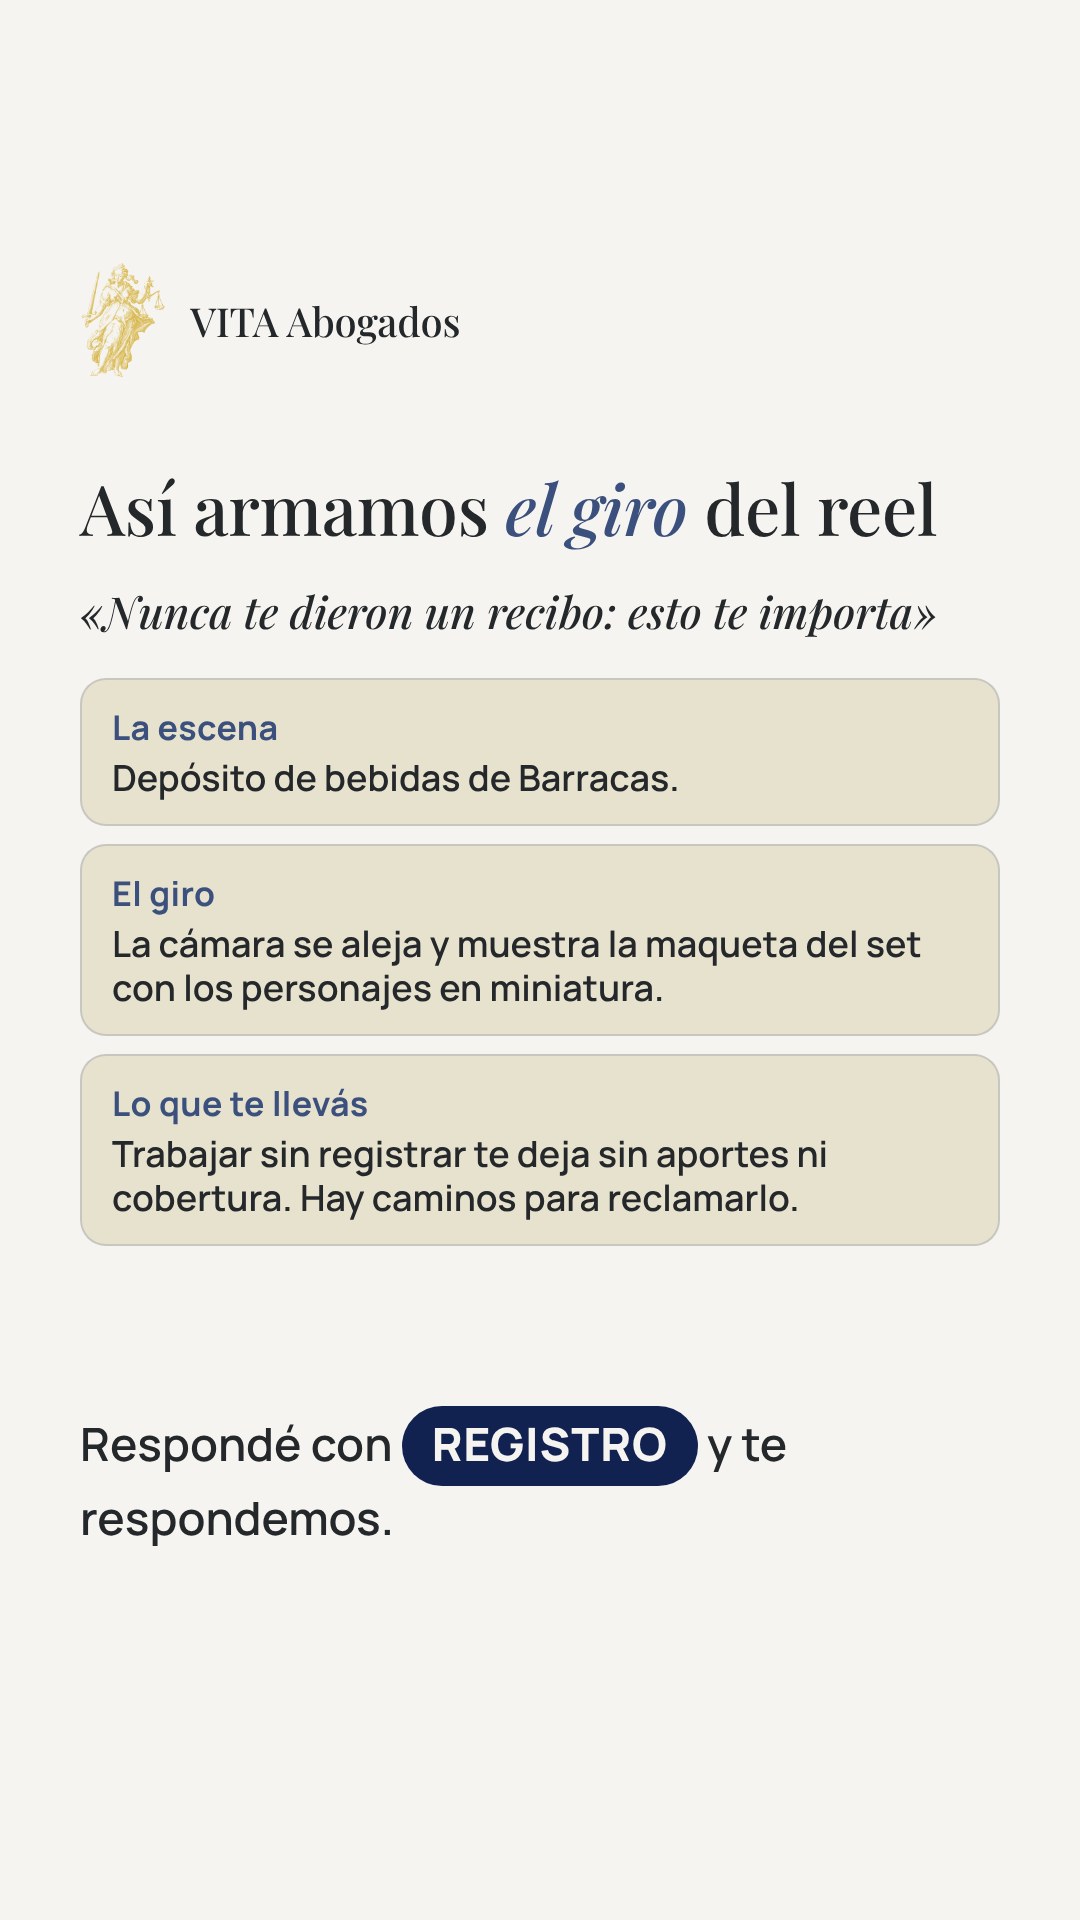 VITA Abogados
Así armamos el giro del reel
«Nunca te dieron un recibo: esto te importa»
La escena
Depósito de bebidas de Barracas.
El giro
La cámara se aleja y muestra la maqueta del set
con los personajes en miniatura.
Lo que te llevás
Trabajar sin registrar te deja sin aportes ni
cobertura. Hay caminos para reclamarlo.
Respondé con REGISTRO y te
respondemos.